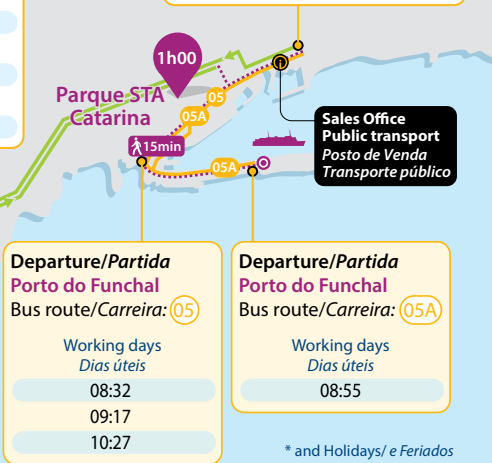 1h00
Parque STA
Catarina
05
05A
15min
05A
Sales Office
Public transport
Posto de Venda
Transporte público
Departure/Partida
Porto do Funchal
Bus route/Carreira: 05
Working days
Dias úteis
08:32
09:17
10:27
Departure/Partida
Porto do Funchal
Bus route/Carreira: 05A
Working days
Dias úteis
08:55
* and Holidays/ e Feriados